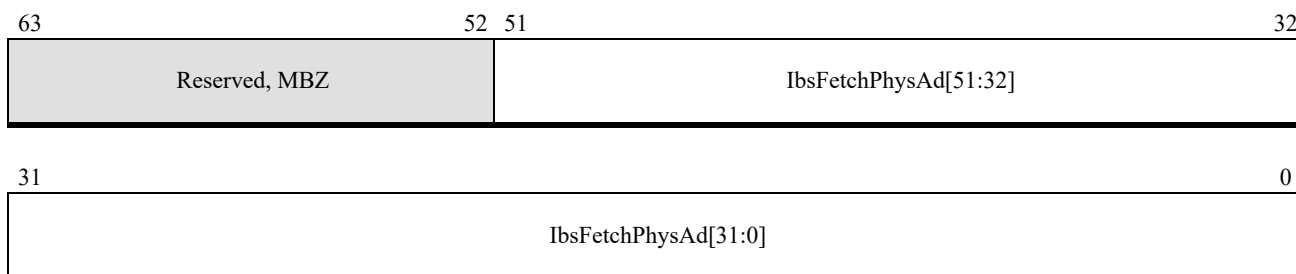 63 52 51 32
Reserved, MBZ IbsFetchPhysAd[51:32]
31 0
IbsFetchPhysAd[31:0]